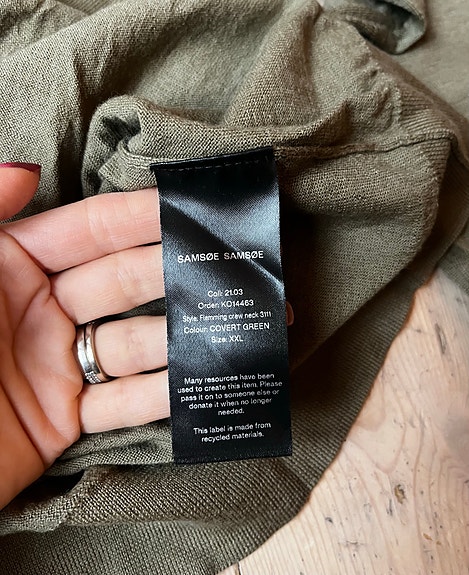 SAMSØE SAMSØE
Coll: 21.03
Order: KD14463
Style: Flemming crew neck 3111
Colour: COVERT GREEN
Size: XXL
Many resources have been
used to create this item. Please
pass it on to someone else or
donate it when no longer
needed.
This label is made from
recycled materials.